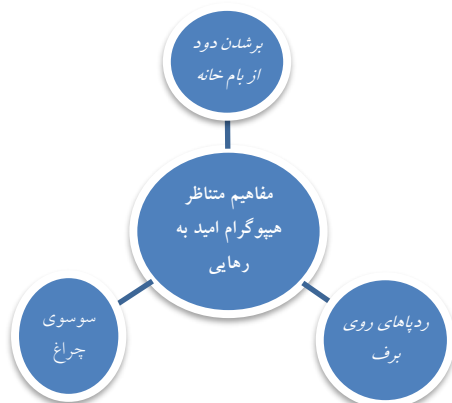 برشدن دود
از بام خانه
مفاهیم متناظر
هیپوگرام امید به
رهایی
سوسوی
چراغ
ردپاهای روی
برف